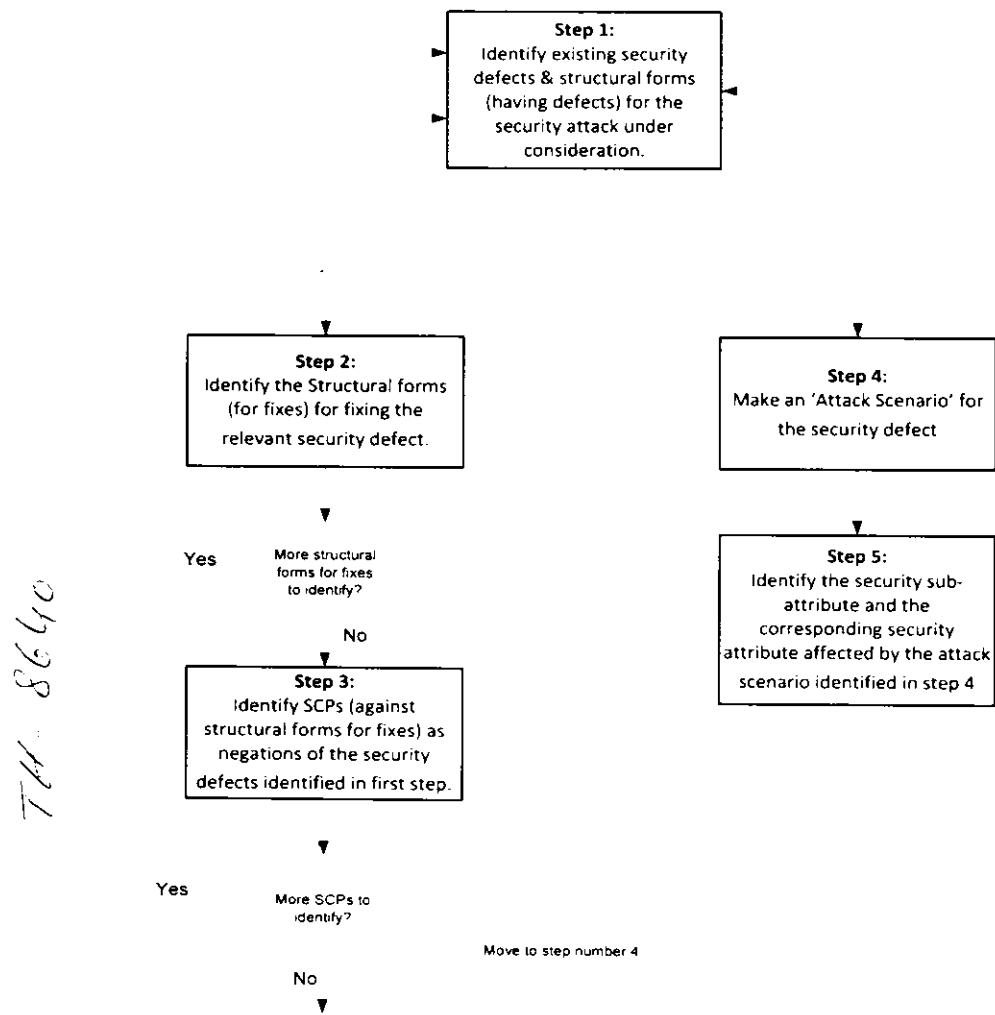 Step 1:
Identify existing security
defects & structural forms
(having defects) for the
security attack under
consideration.
Step 2:
Identify the Structural forms
(for fixes) for fixing the
relevant security defect.
Yes
More structural
forms for fixes
to identify?
No
Step 3:
Identify SCPs (against
structural forms for fixes) as
negations of the security
defects identified in first step.
Yes
More SCPs to
identify?
Move to step number 4
No
Step 4:
Make an 'Attack Scenario' for
the security defect
Step 5:
Identify the security sub-
attribute and the
corresponding security
attribute affected by the attack
scenario identified in step 4
TH-8640